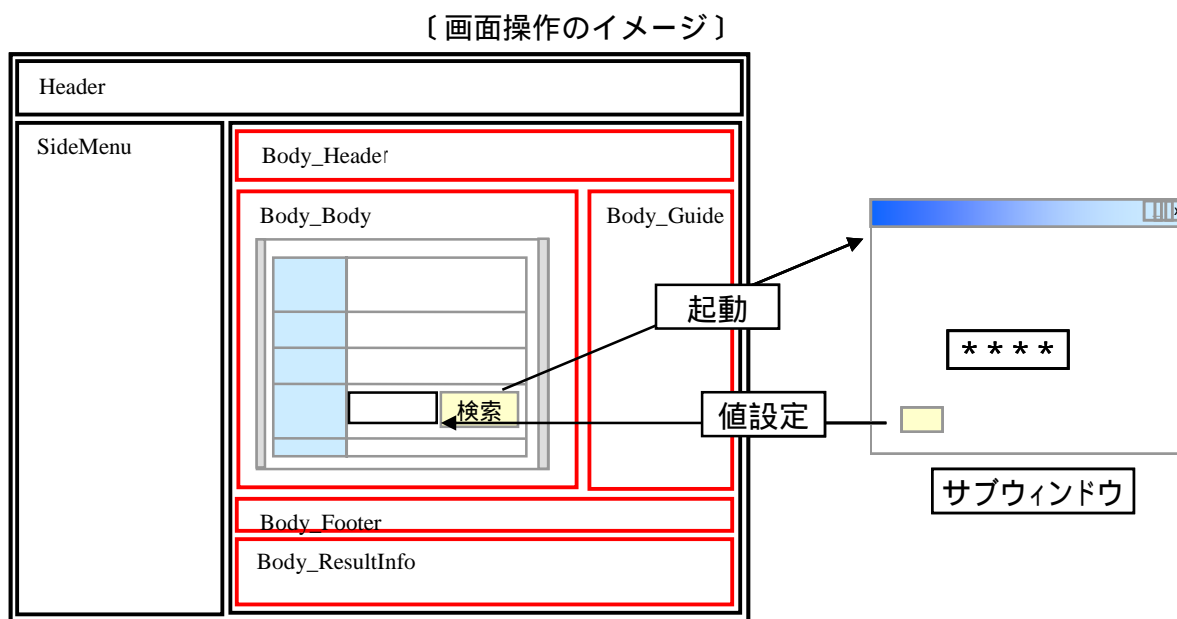 〔 画面操作のイメージ 〕
Header
SideMenu
Body_Header
Body_Body
Body_Guide
起動
＊＊＊＊
検索
値設定
サブウィンドウ
Body_Footer
Body_ResultInfo